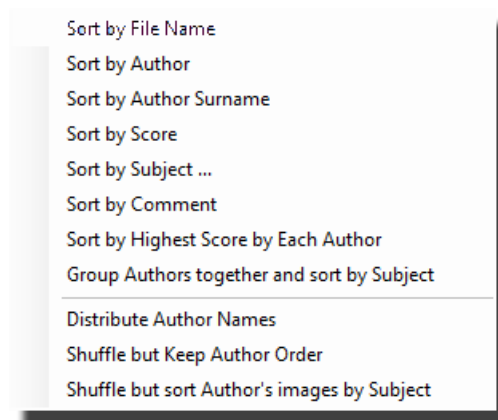 Sort by File Name
Sort by Author
Sort by Author Surname
Sort by Score
Sort by Subject ...
Sort by Comment
Sort by Highest Score by Each Author
Group Authors together and sort by Subject
Distribute Author Names
Shuffle but Keep Author Order
Shuffle but sort Author's images by Subject